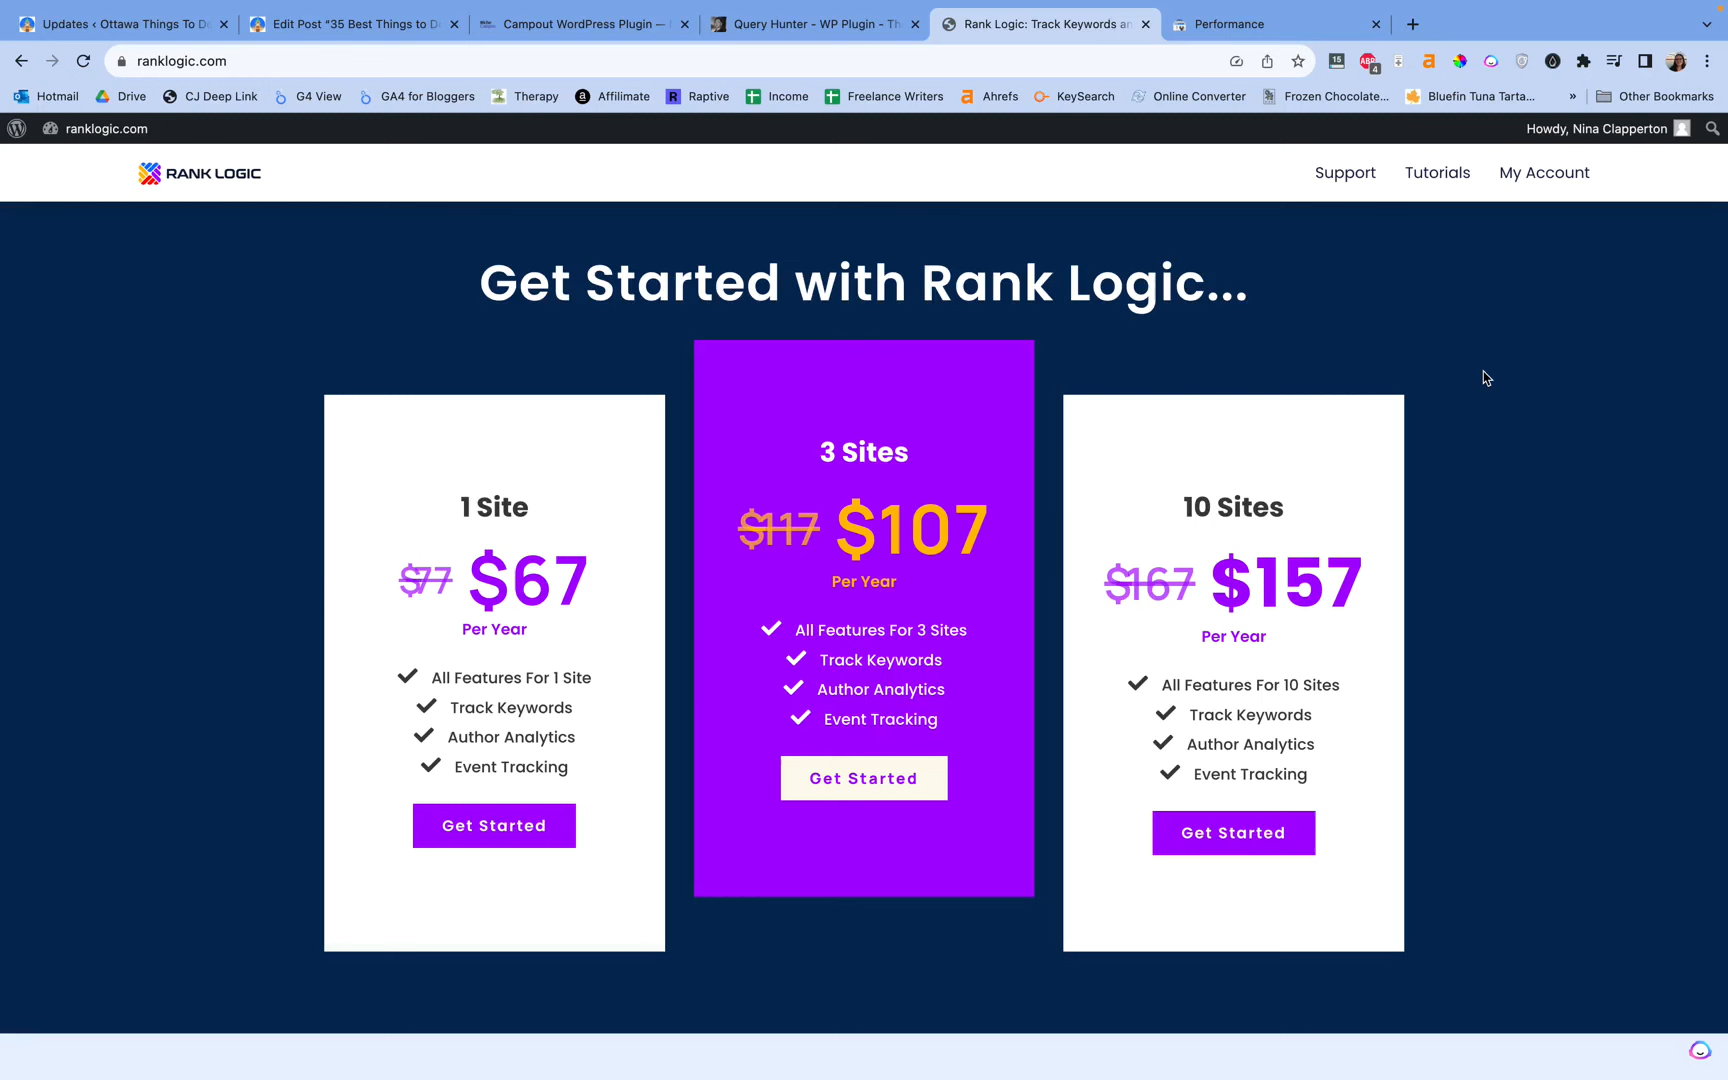 Updates ‹ Ottawa Things To D
Edit Post “35 Best Things to D
Campout WordPress Plugin —
Query Hunter - WP Plugin - Th
Rank Logic: Track Keywords an
Performance
ranklogic.com
15
ABP
4
Hotmail
Drive
CJ Deep Link
G4 View
GA4 for Bloggers
Therapy
Affilimate
Raptive
Income
Freelance Writers
Ahrefs
KeySearch
Online Converter
Frozen Chocolate...
Bluefin Tuna Tarta...
»
Other Bookmarks
ranklogic.com
Howdy, Nina Clapperton
RANK LOGIC
Support
Tutorials
My Account
Get Started with Rank Logic...
1 Site
$77 $67
Per Year
All Features For 1 Site
Track Keywords
Author Analytics
Event Tracking
Get Started
3 Sites
$117 $107
Per Year
All Features For 3 Sites
Track Keywords
Author Analytics
Event Tracking
Get Started
10 Sites
$167 $157
Per Year
All Features For 10 Sites
Track Keywords
Author Analytics
Event Tracking
Get Started